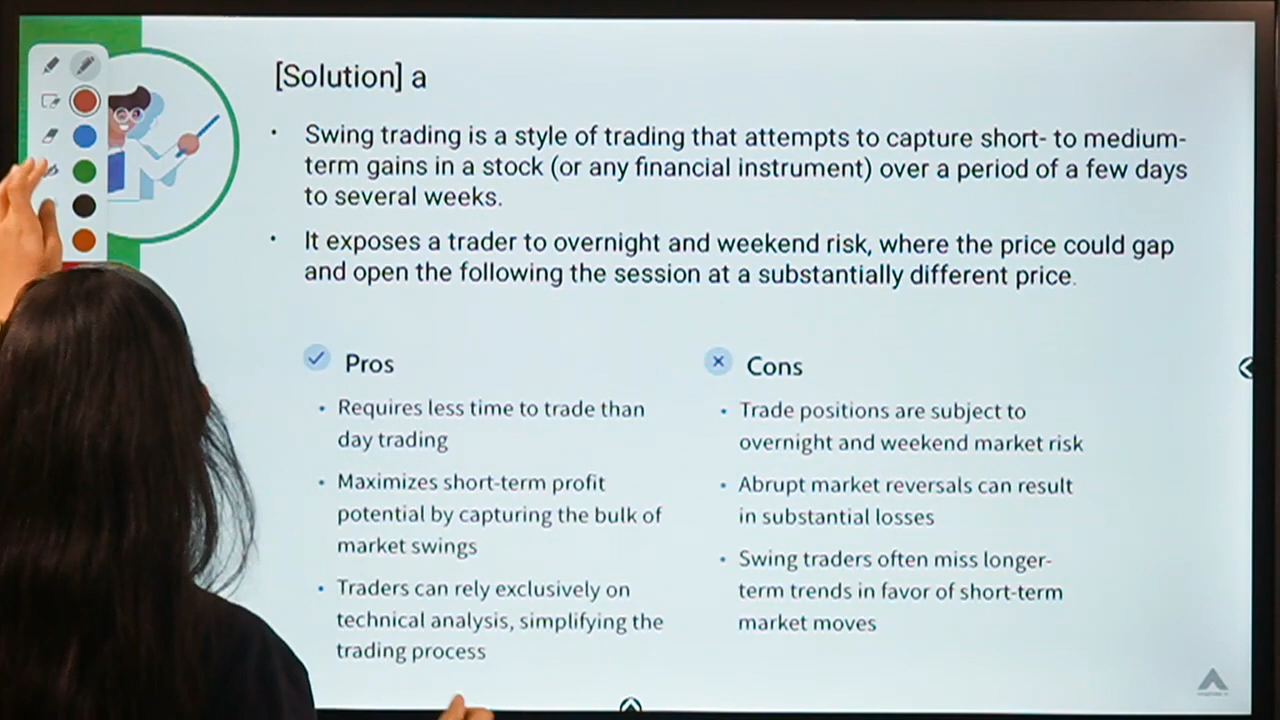 [Solution] a
• Swing trading is a style of trading that attempts to capture short- to medium-
term gains in a stock (or any financial instrument) over a period of a few days
to several weeks.
• It exposes a trader to overnight and weekend risk, where the price could gap
and open the following the session at a substantially different price.
Pros
• Requires less time to trade than
day trading
• Maximizes short-term profit
potential by capturing the bulk of
market swings
• Traders can rely exclusively on
technical analysis, simplifying the
trading process
Cons
• Trade positions are subject to
overnight and weekend market risk
• Abrupt market reversals can result
in substantial losses
• Swing traders often miss longer-
term trends in favor of short-term
market moves